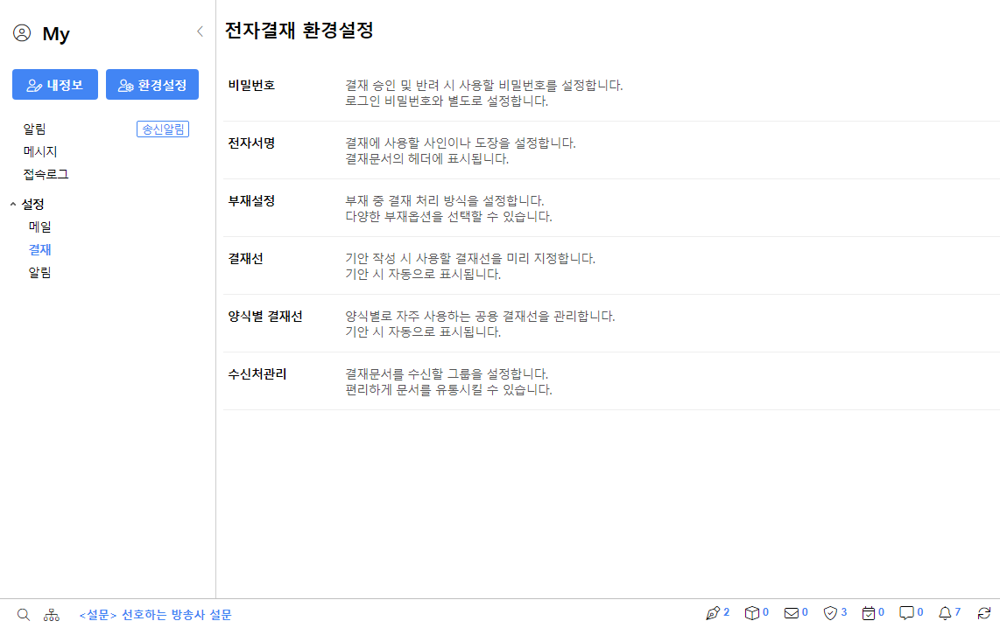 My
내정보
환경설정
알림
송신알림
메시지
접속로그
설정
메일
결재
알림
전자결재 환경설정
비밀번호
결재 승인 및 반려 시 사용할 비밀번호를 설정합니다.
로그인 비밀번호와 별도로 설정합니다.
전자서명
결재에 사용할 사인이나 도장을 설정합니다.
결재문서의 헤더에 표시됩니다.
부재설정
부재 중 결재 처리 방식을 설정합니다.
다양한 부재옵션을 선택할 수 있습니다.
결재선
기안 작성 시 사용할 결재선을 미리 지정합니다.
기안 시 자동으로 표시됩니다.
양식별 결재선
양식별로 자주 사용하는 공용 결재선을 관리합니다.
기안 시 자동으로 표시됩니다.
수신처관리
결재문서를 수신할 그룹을 설정합니다.
편리하게 문서를 유통시킬 수 있습니다.
<설문> 선호하는 방송사 설문
2 0 0 3 0 0 7